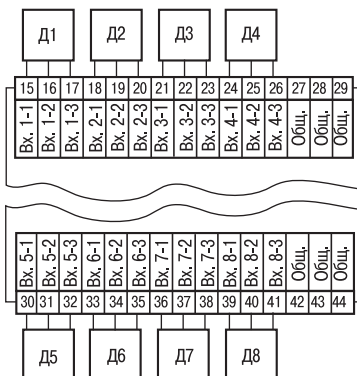 Д1 Д2 Д3 Д4
15 16 17 18 19 20 21 22 23 24 25 26 27 28 29
Вх. 1-1 Вх. 1-2 Вх. 1-3 Вх. 2-1 Вх. 2-2 Вх. 2-3 Вх. 3-1 Вх. 3-2 Вх. 3-3 Вх. 4-1 Вх. 4-2 Вх. 4-3 Общ. Общ. Общ.
Вх. 5-1 Вх. 5-2 Вх. 5-3 Вх. 6-1 Вх. 6-2 Вх. 6-3 Вх. 7-1 Вх. 7-2 Вх. 7-3 Вх. 8-1 Вх. 8-2 Вх. 8-3 Общ. Общ. Общ.
30 31 32 33 34 35 36 37 38 39 40 41 42 43 44
Д5 Д6 Д7 Д8